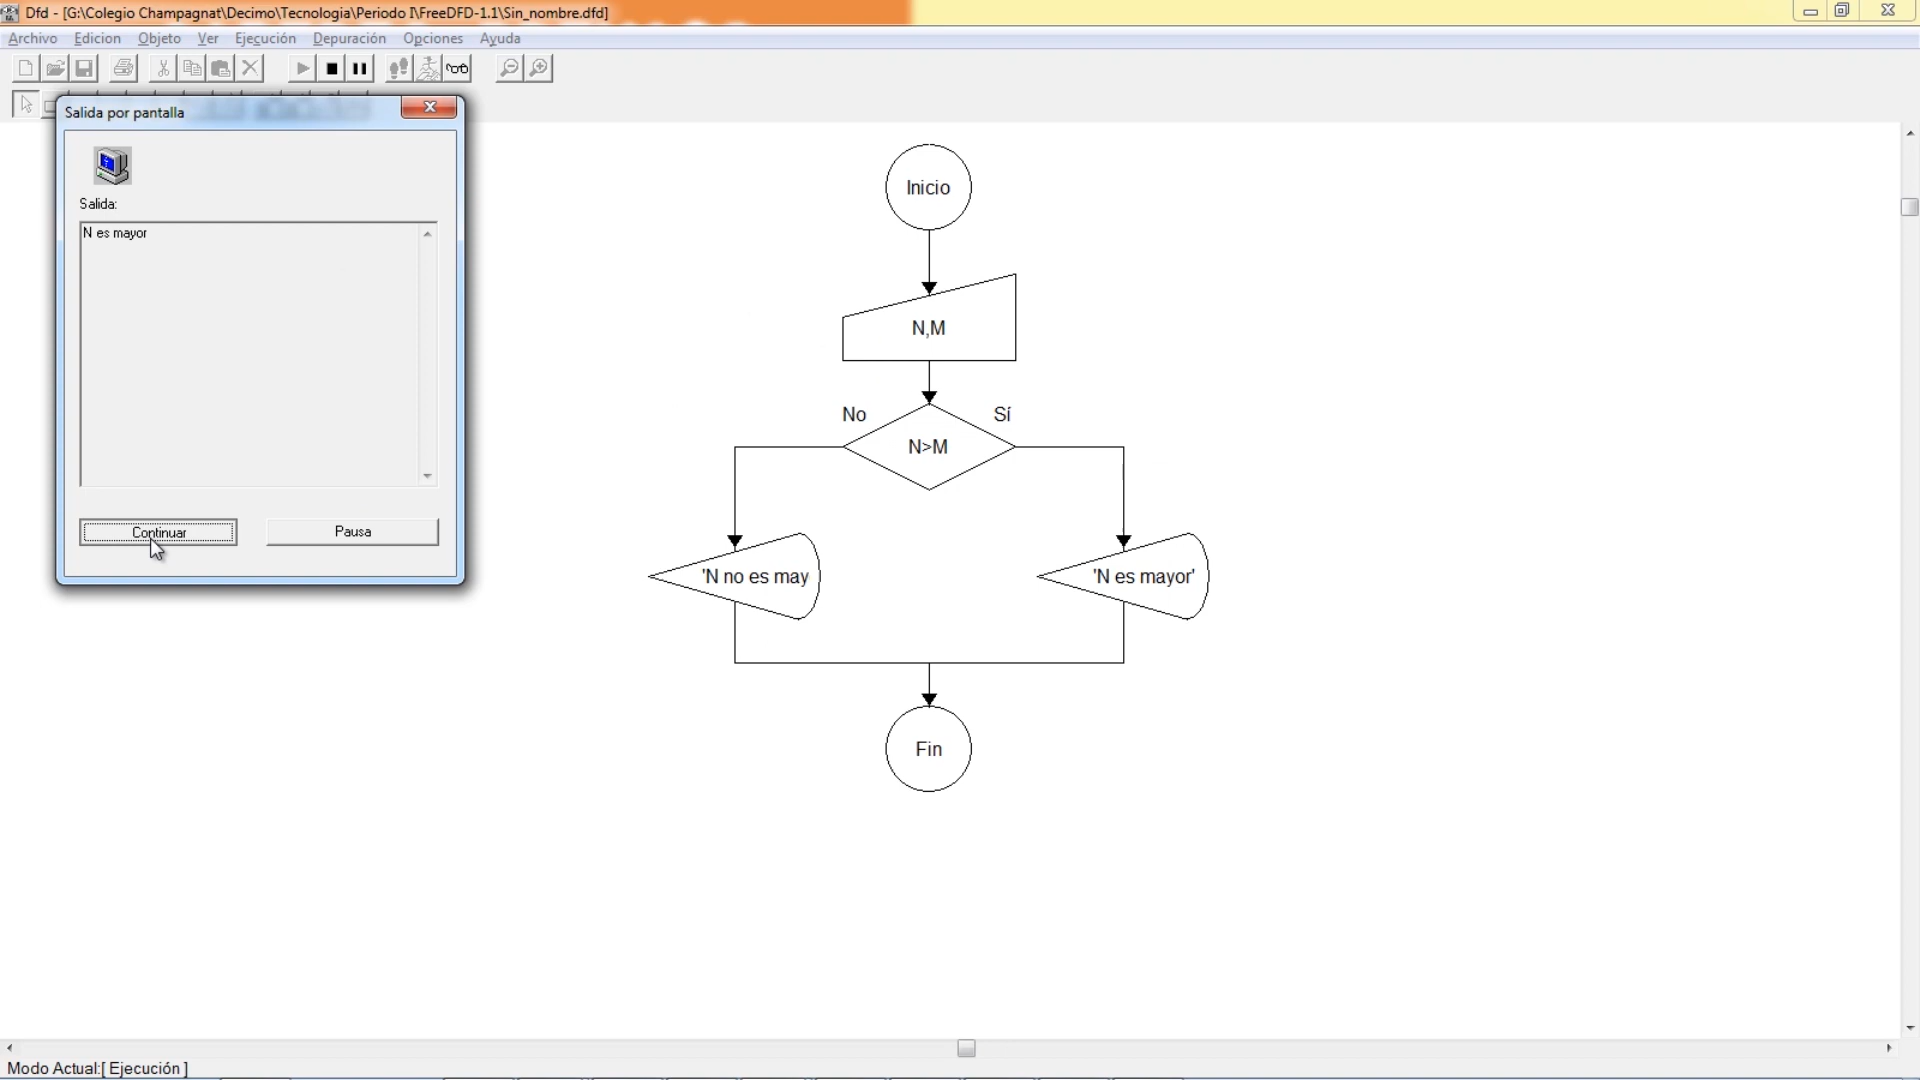 Dfd - [G:\Colegio Champagnat\Decimo\Tecnologia\Periodo I\FreeDFD-1.1\Sin_nombre.dfd]
Archivo Edicion Objeto Ver Ejecución Depuración Opciones Ayuda
Salida por pantalla
Salida:
N es mayor
Continuar Pausa
Inicio
N,M
No Sí
N>M
'N no es may 'N es mayor'
Fin
Modo Actual:[ Ejecución ]